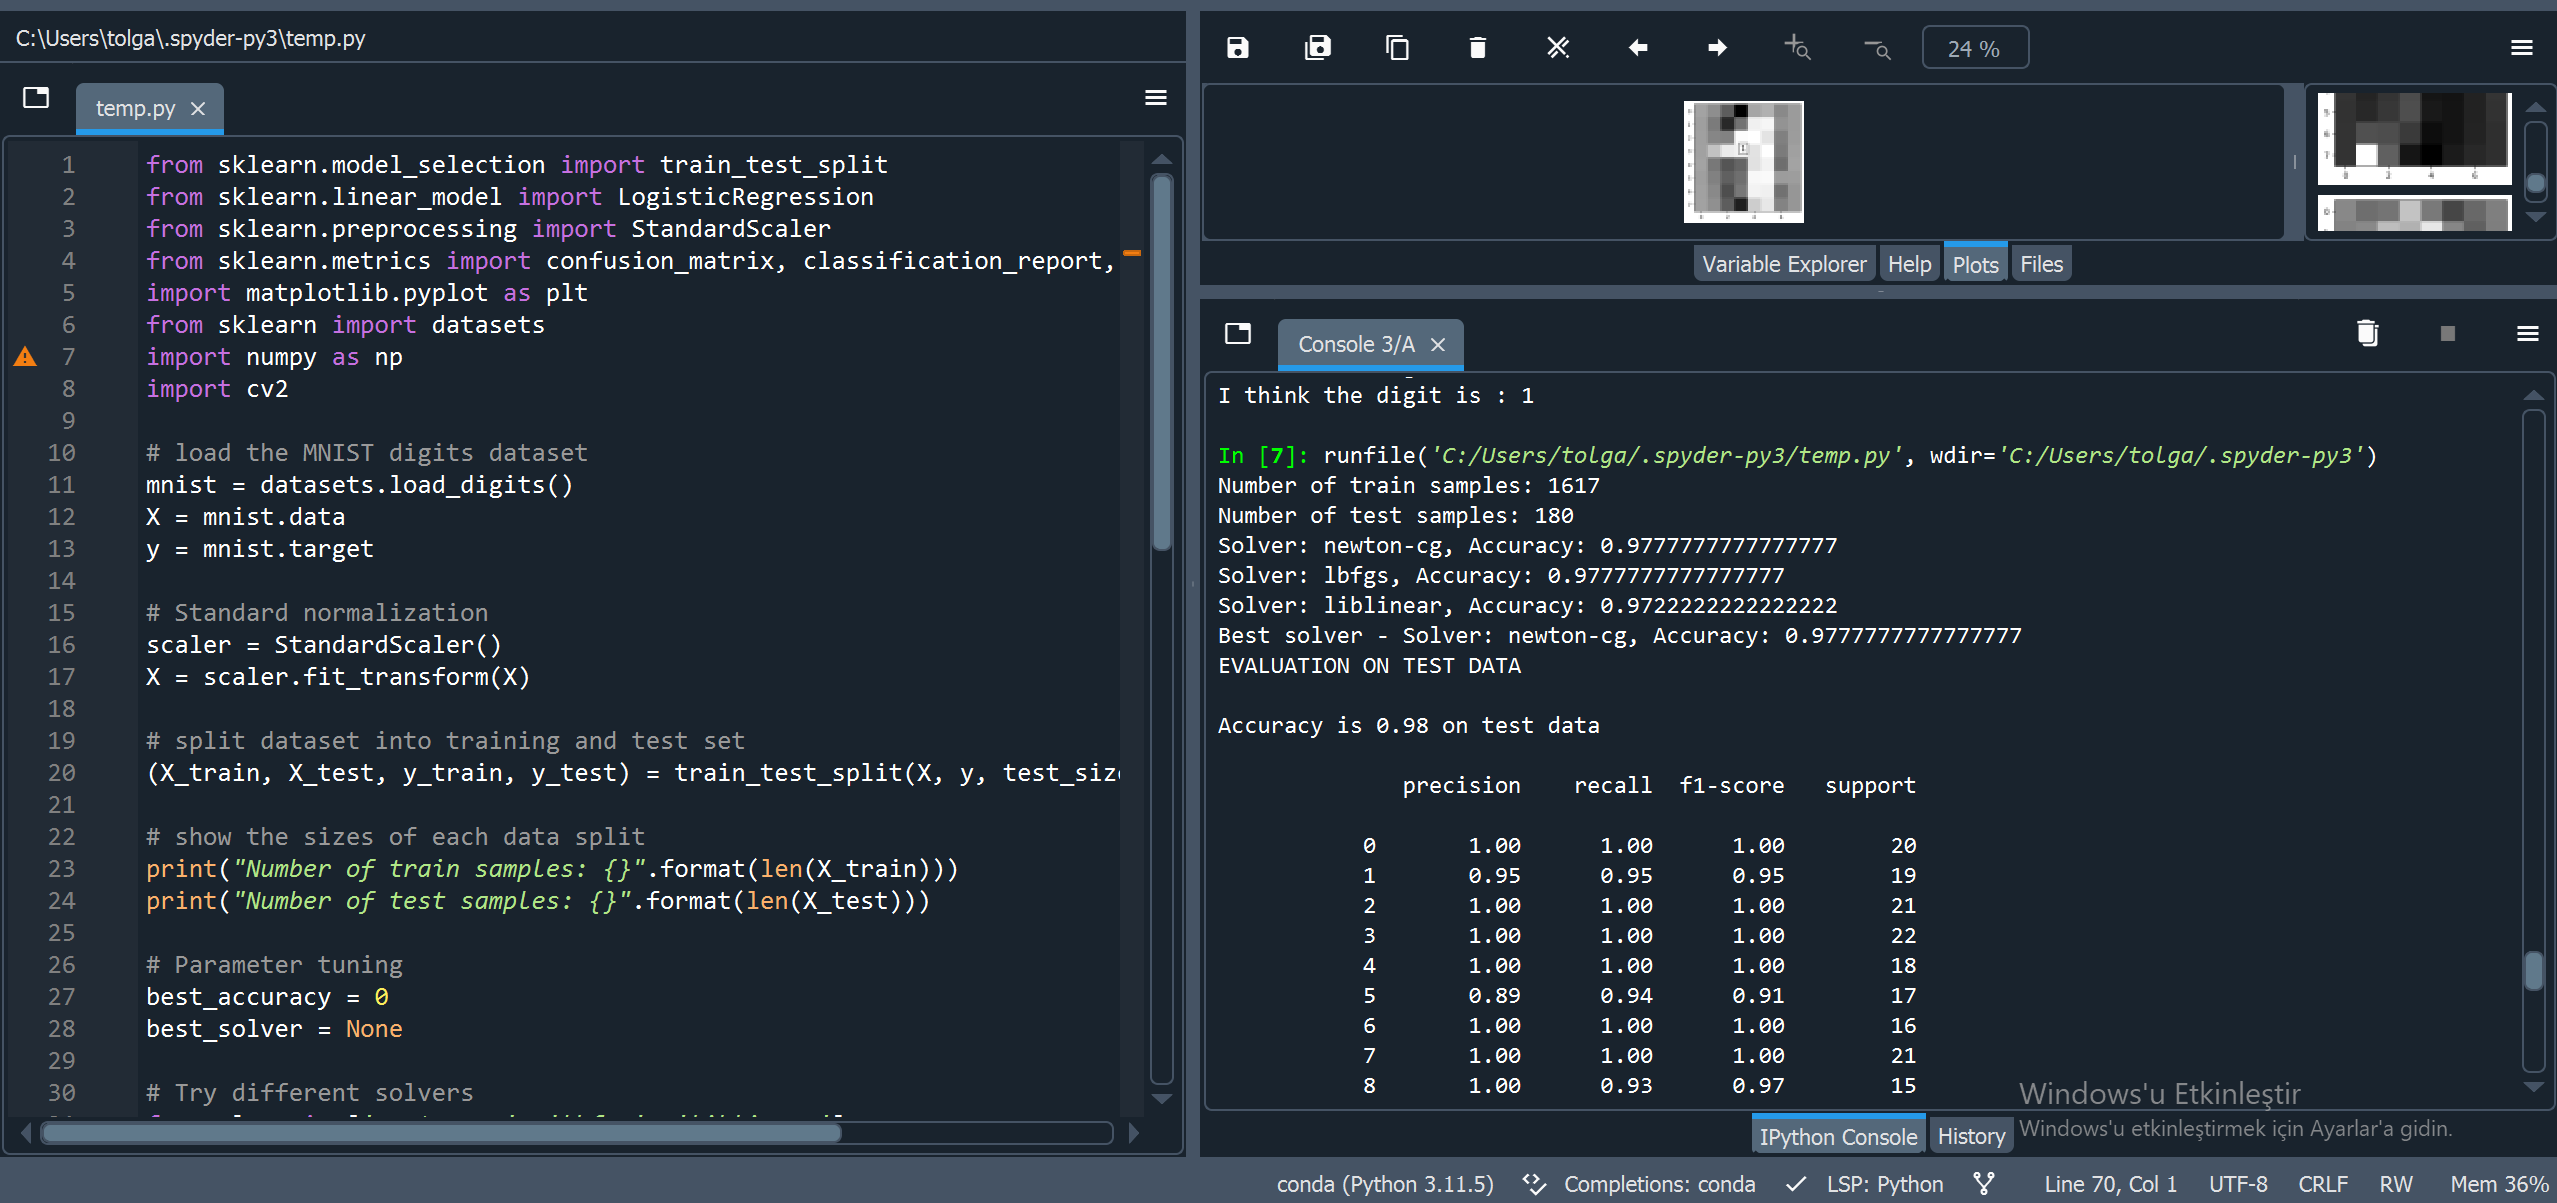 C:\Users\tolga\.spyder-py3\temp.py
temp.py
1 from sklearn.model_selection import train_test_split
2 from sklearn.linear_model import LogisticRegression
3 from sklearn.preprocessing import StandardScaler
4 from sklearn.metrics import confusion_matrix, classification_report,
5 import matplotlib.pyplot as plt
6 from sklearn import datasets
7 import numpy as np
8 import cv2
9
10 # load the MNIST digits dataset
11 mnist = datasets.load_digits()
12 X = mnist.data
13 y = mnist.target
14
15 # Standard normalization
16 scaler = StandardScaler()
17 X = scaler.fit_transform(X)
18
19 # split dataset into training and test set
20 (X_train, X_test, y_train, y_test) = train_test_split(X, y, test_siz
21
22 # show the sizes of each data split
23 print("Number of train samples: {}".format(len(X_train)))
24 print("Number of test samples: {}".format(len(X_test)))
25
26 # Parameter tuning
27 best_accuracy = 0
28 best_solver = None
29
30 # Try different solvers
24 %
Variable Explorer Help Plots Files
Console 3/A
I think the digit is : 1
In [7]: runfile('C:/Users/tolga/.spyder-py3/temp.py', wdir='C:/Users/tolga/.spyder-py3')
Number of train samples: 1617
Number of test samples: 180
Solver: newton-cg, Accuracy: 0.9777777777777777
Solver: lbfgs, Accuracy: 0.9777777777777777
Solver: liblinear, Accuracy: 0.9722222222222222
Best solver - Solver: newton-cg, Accuracy: 0.9777777777777777
EVALUATION ON TEST DATA
Accuracy is 0.98 on test data
precision recall f1-score support
0 1.00 1.00 1.00 20
1 0.95 0.95 0.95 19
2 1.00 1.00 1.00 21
3 1.00 1.00 1.00 22
4 1.00 1.00 1.00 18
5 0.89 0.94 0.91 17
6 1.00 1.00 1.00 16
7 1.00 1.00 1.00 21
8 1.00 0.93 0.97 15
Windows'u Etkinleştir
Windows'u etkinleştirmek için Ayarlar'a gidin.
IPython Console History
conda (Python 3.11.5) Completions: conda LSP: Python Line 70, Col 1 UTF-8 CRLF RW Mem 36%